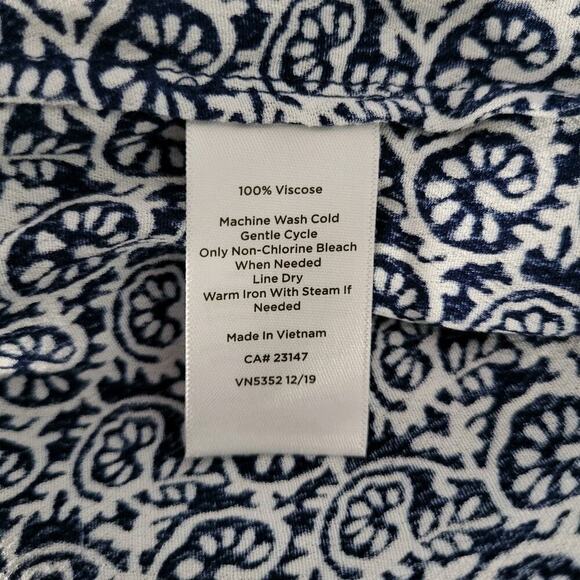 100% Viscose
Machine Wash Cold
Gentle Cycle
Only Non-Chlorine Bleach
When Needed
Line Dry
Warm Iron With Steam If
Needed
Made In Vietnam
CA# 23147
VN5352 12/19